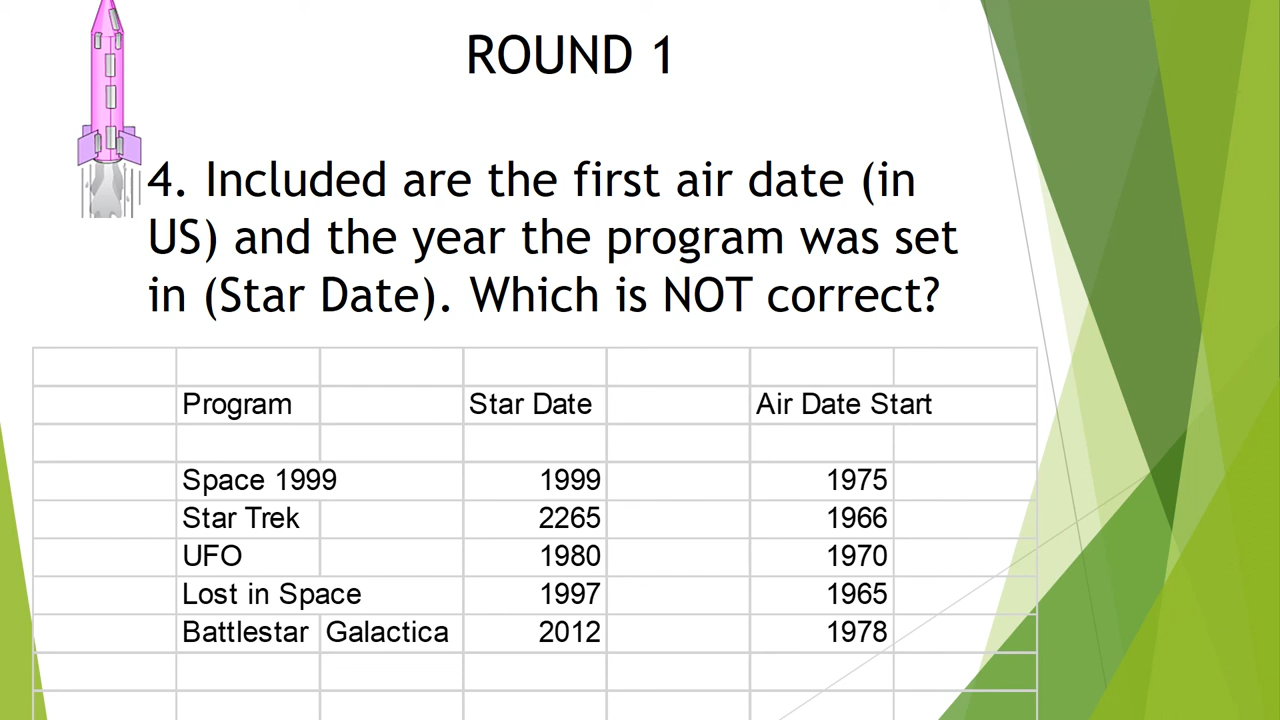 ROUND 1
4. Included are the first air date (in
US) and the year the program was set
in (Star Date). Which is NOT correct?
Program Star Date Air Date Start
Space 1999 1999 1975
Star Trek 2265 1966
UFO 1980 1970
Lost in Space 1997 1965
Battlestar Galactica 2012 1978